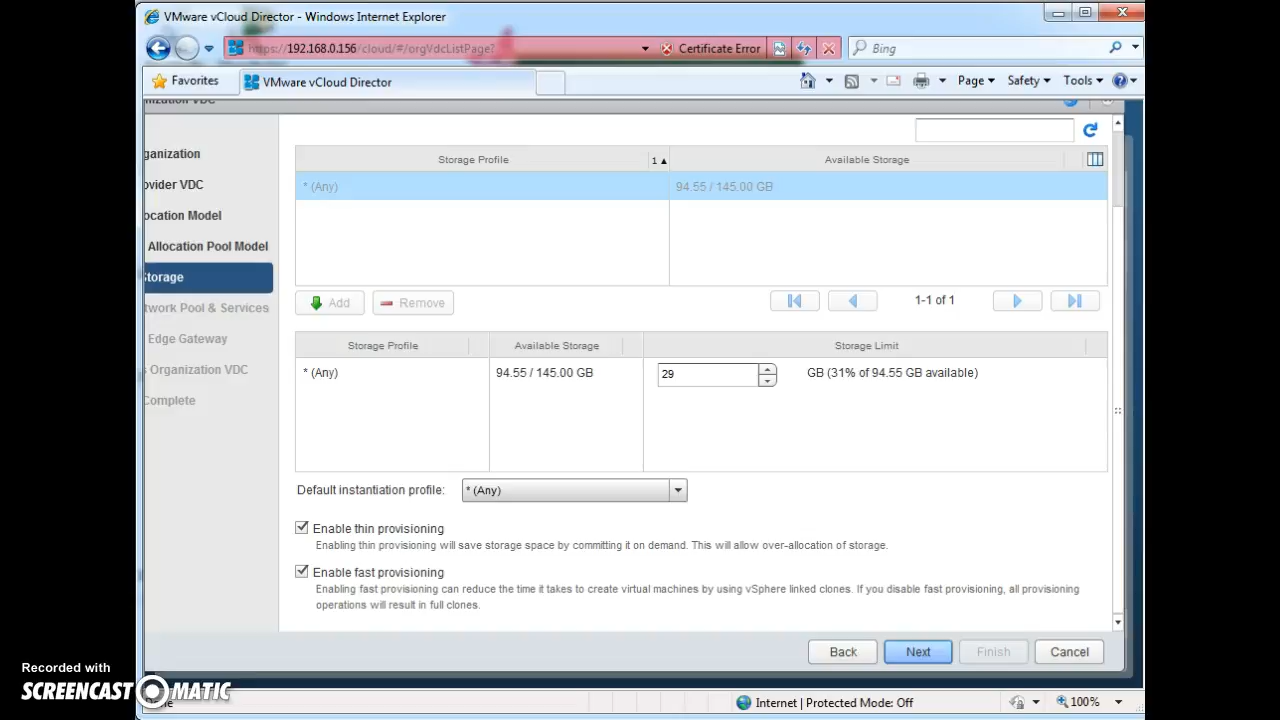 VMware vCloud Director - Windows Internet Explorer
https://192.168.0.156/cloud/#/orgVdcListPage?
Certificate Error
Bing
Favorites
VMware vCloud Director
Page
Safety
Tools
nization VDC
ganization
ovider VDC
ocation Model
Allocation Pool Model
Storage
twork Pool & Services
Edge Gateway
s Organization VDC
Complete
Storage Profile
1 ▲
Available Storage
* (Any)
94.55 / 145.00 GB
Add
Remove
1-1 of 1
Storage Profile
Available Storage
Storage Limit
* (Any)
94.55 / 145.00 GB
29
GB (31% of 94.55 GB available)
Default instantiation profile:
* (Any)
Enable thin provisioning
Enabling thin provisioning will save storage space by committing it on demand. This will allow over-allocation of storage.
Enable fast provisioning
Enabling fast provisioning can reduce the time it takes to create virtual machines by using vSphere linked clones. If you disable fast provisioning, all provisioning
operations will result in full clones.
Back
Next
Finish
Cancel
Recorded with
SCREENCAST-O-MATIC
Internet | Protected Mode: Off
100%